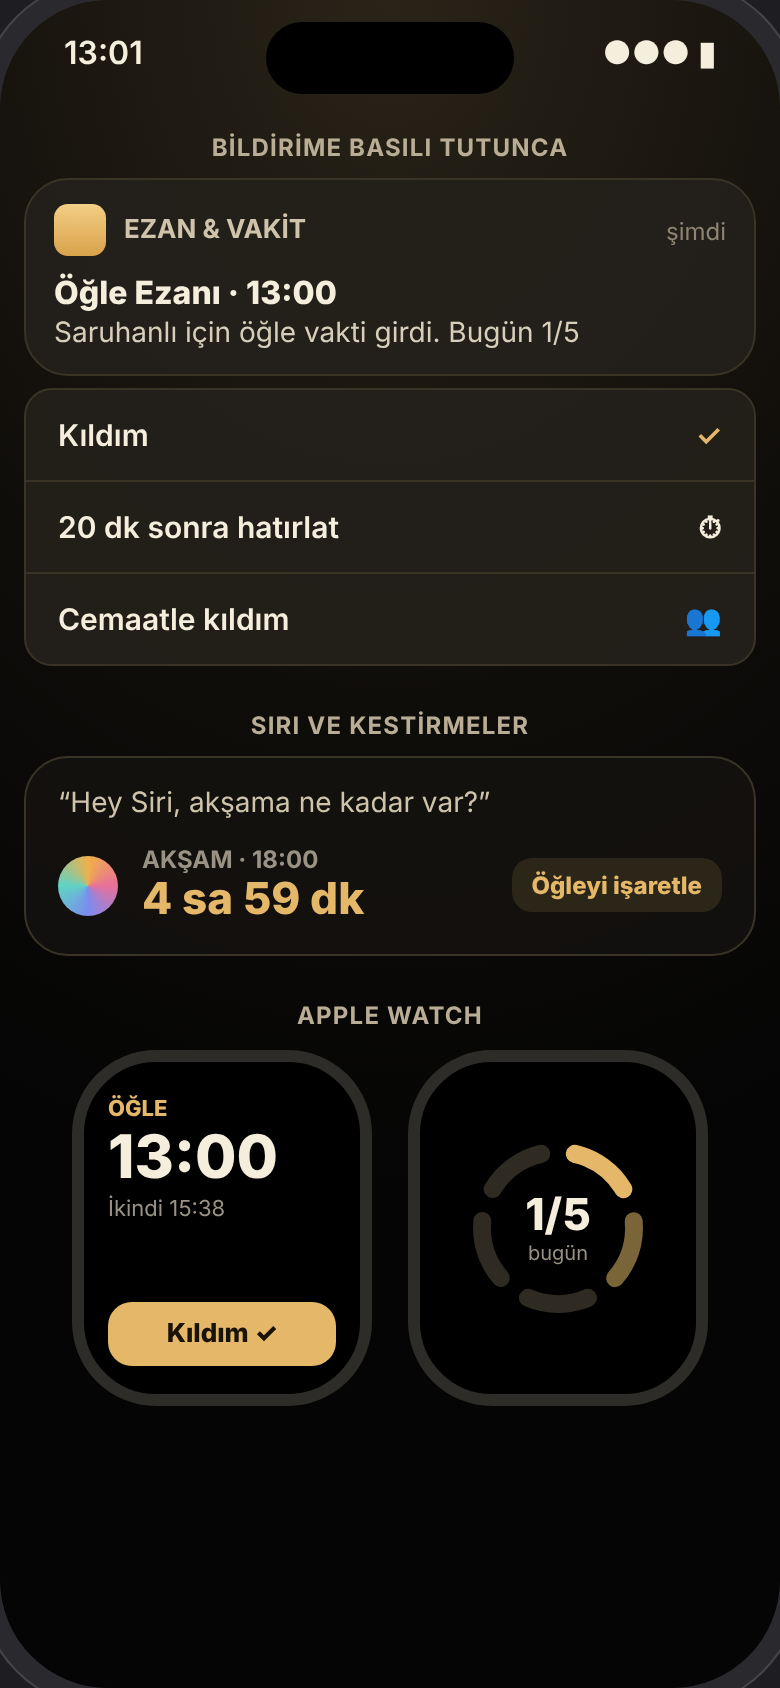 13:01
BİLDİRİME BASILI TUTUNCA
EZAN & VAKİT
şimdi
Öğle Ezanı · 13:00
Saruhanlı için öğle vakti girdi. Bugün 1/5
Kıldım ✓
20 dk sonra hatırlat
Cemaatle kıldım
SIRI VE KESTİRMELER
“Hey Siri, akşama ne kadar var?”
AKŞAM · 18:00
4 sa 59 dk
Öğleyi işaretle
APPLE WATCH
ÖĞLE
13:00
İkindi 15:38
Kıldım ✓
1/5
bugün